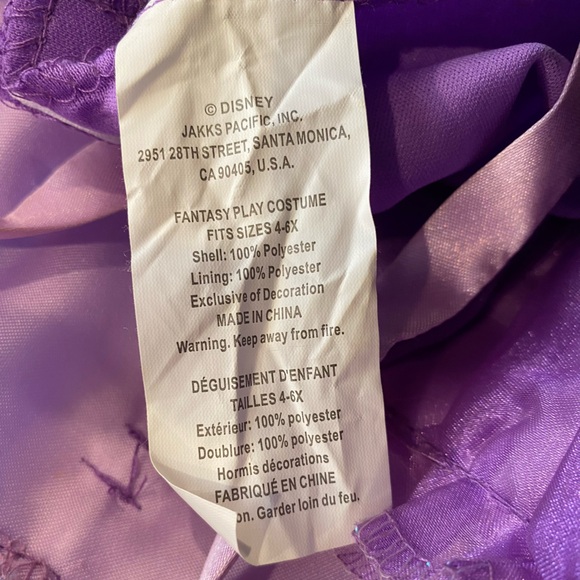 © DISNEY
JAKKS PACIFIC, INC.
2951 28TH STREET, SANTA MONICA,
CA 90405, U.S.A.
FANTASY PLAY COSTUME
FITS SIZES 4-6X
Shell: 100% Polyester
Lining: 100% Polyester
Exclusive of Decoration
MADE IN CHINA
Warning. Keep away from fire.
DÉGUISEMENT D'ENFANT
TAILLES 4-6X
Extérieur: 100% polyester
Doublure: 100% polyester
Hormis décorations
FABRIQUÉ EN CHINE
Garder loin du feu.